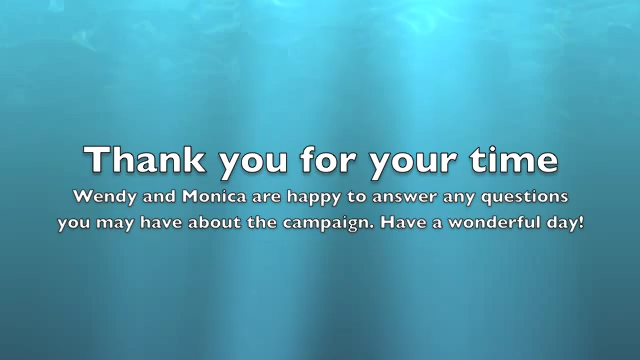 Thank you for your time
Wendy and Monica are happy to answer any questions
you may have about the campaign. Have a wonderful day!